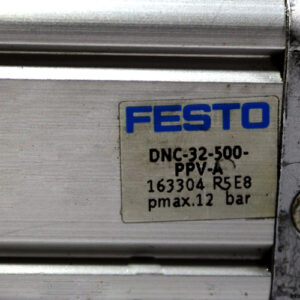 FESTO
DNC-32-500-
PPV-A
163304 R5E8
pmax.12 bar